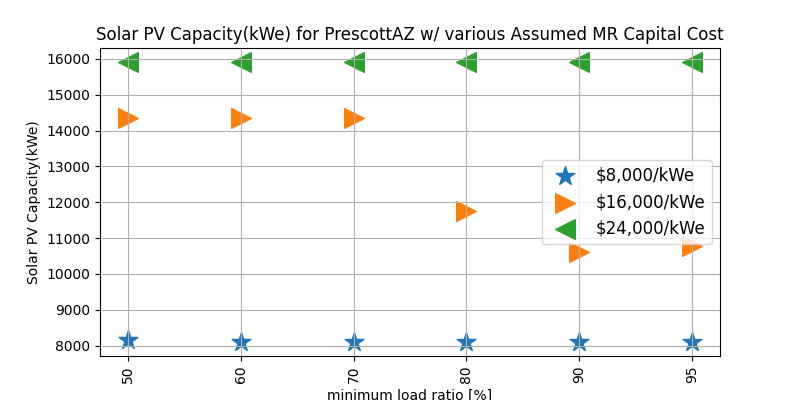 Solar PV Capacity(kWe) for PrescottAZ w/ various Assumed MR Capital Cost
Solar PV Capacity(kWe)
16000
15000
14000
13000
12000
11000
10000
9000
8000
$8,000/kWe
$16,000/kWe
$24,000/kWe
50
60
70
80
90
95
minimum load ratio [%]